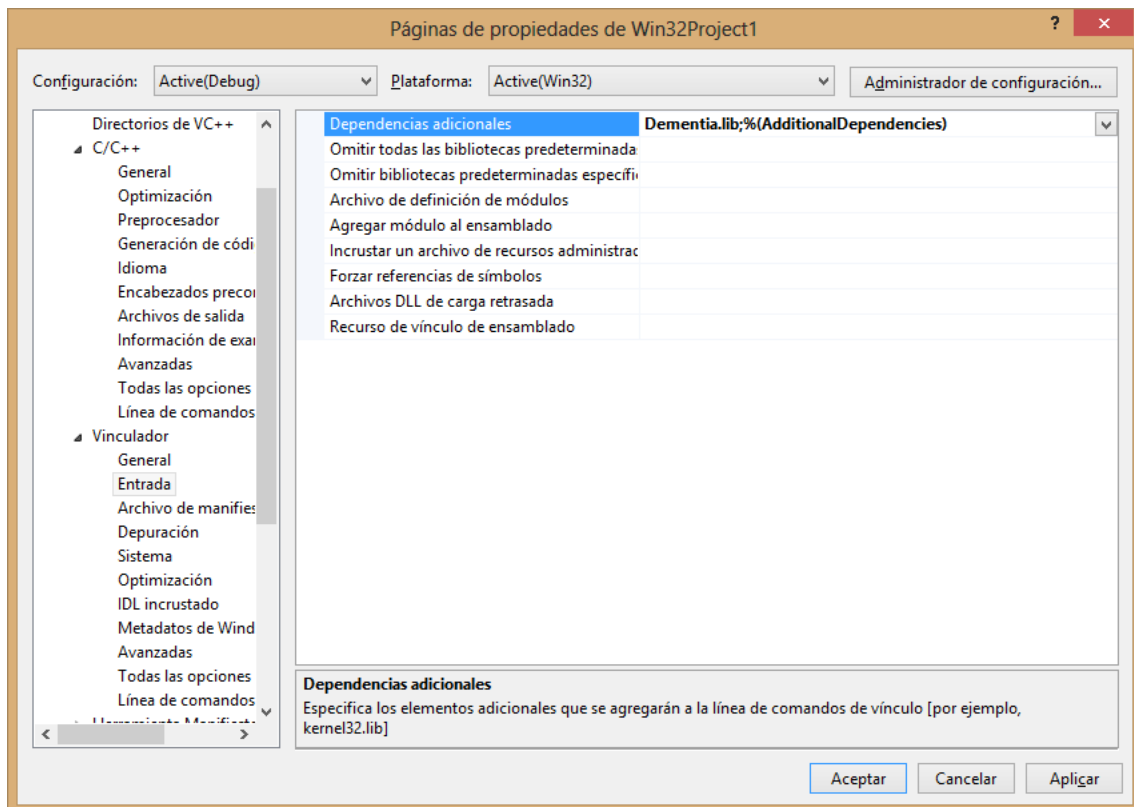 Páginas de propiedades de Win32Project1
? ×
Configuración: Active(Debug) Plataforma: Active(Win32) Administrador de configuración...
Directorios de VC++
C/C++
General
Optimización
Preprocesador
Generación de códi
Idioma
Encabezados precor
Archivos de salida
Información de exar
Avanzadas
Todas las opciones
Línea de comandos
Vinculador
General
Entrada
Archivo de manifies
Depuración
Sistema
Optimización
IDL incrustado
Metadatos de Wind
Avanzadas
Todas las opciones
Línea de comandos
Dependencias adicionales Dementia.lib;%(AdditionalDependencies)
Omitir todas las bibliotecas predeterminada
Omitir bibliotecas predeterminadas específi
Archivo de definición de módulos
Agregar módulo al ensamblado
Incrustar un archivo de recursos administrac
Forzar referencias de símbolos
Archivos DLL de carga retrasada
Recurso de vínculo de ensamblado
Dependencias adicionales
Especifica los elementos adicionales que se agregarán a la línea de comandos de vínculo [por ejemplo,
kernel32.lib]
Aceptar Cancelar Aplicar